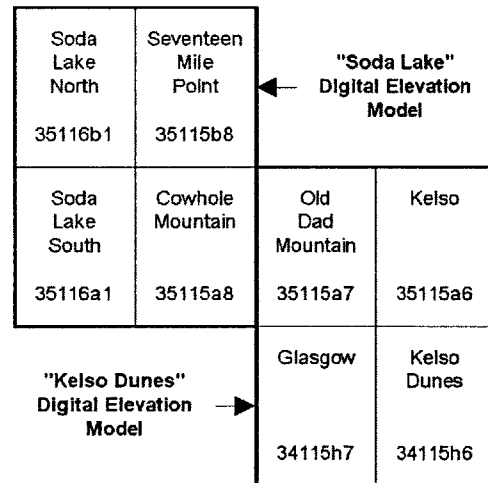 Soda
Lake
North
35116b1
Seventeen
Mile
Point
35115b8
"Soda Lake"
Digital Elevation
Model
Soda
Lake
South
35116a1
Cowhole
Mountain
35115a8
Old
Dad
Mountain
35115a7
Kelso
35115a6
"Kelso Dunes"
Digital Elevation
Model
Glasgow
34115h7
Kelso
Dunes
34115h6